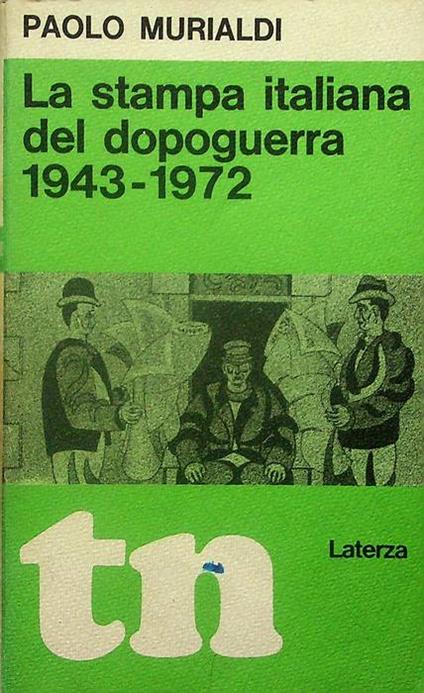 PAOLO MURIALDI
La stampa italiana
del dopoguerra
1943-1972
tn
Laterza